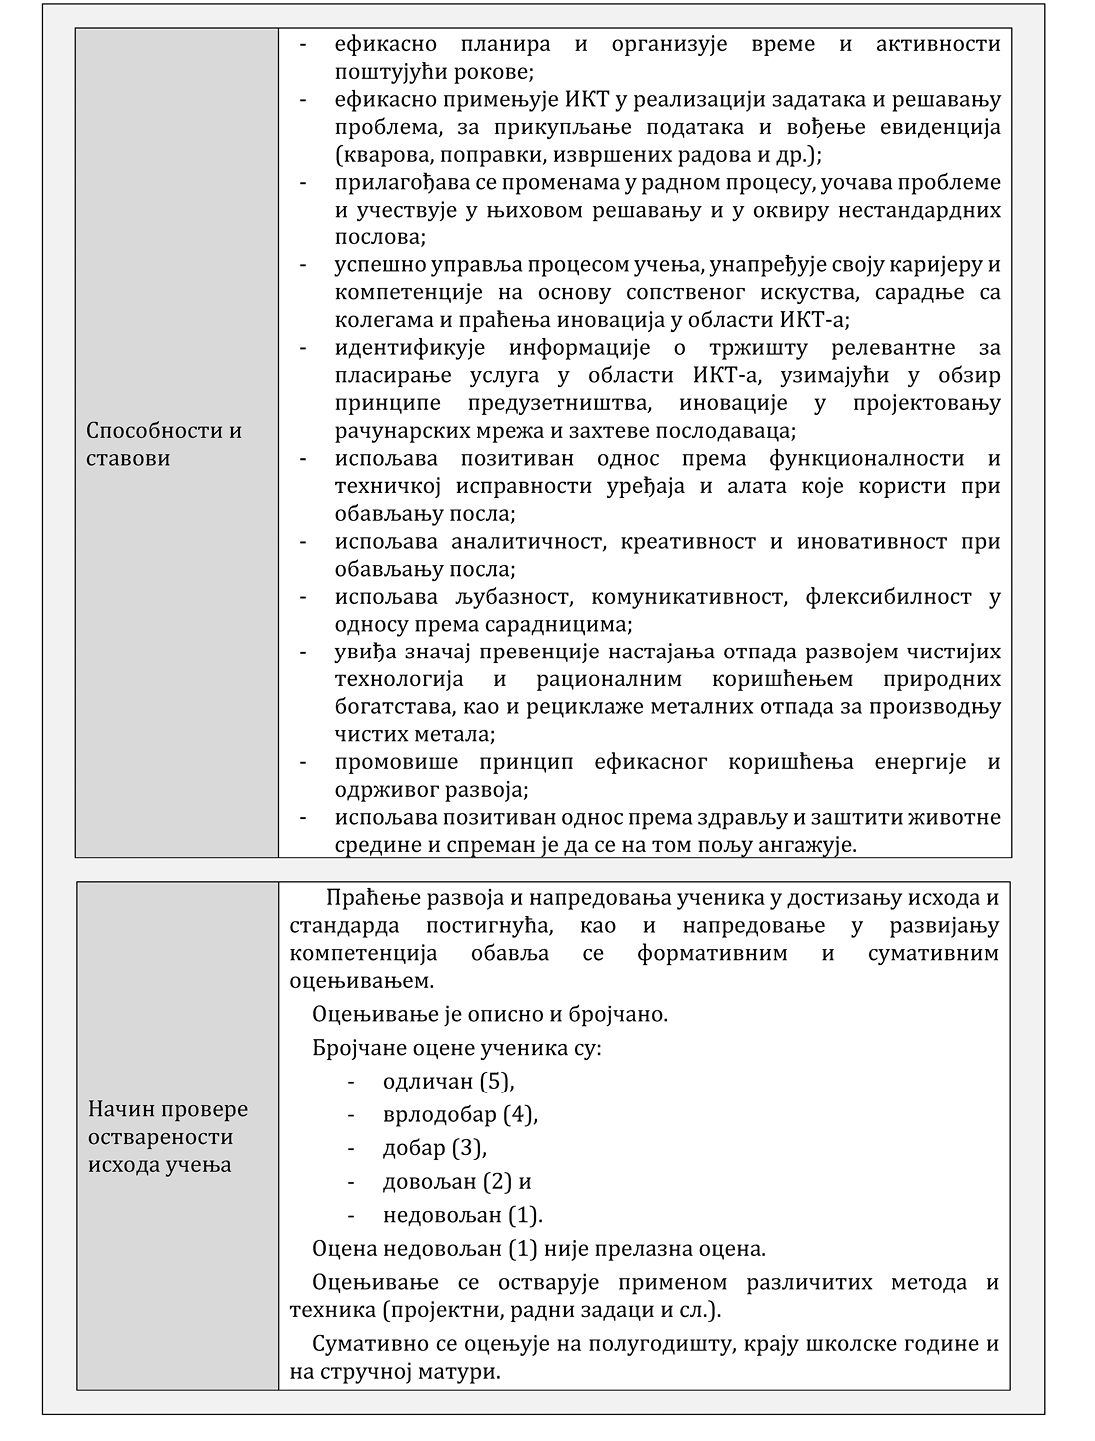 - ефикасно планира и организује време и активности
поштујући рокове;
- ефикасно примењује ИКТ у реализацији задатака и решавању
проблема, за прикупљање података и вођење евиденција
(кварова, поправки, извршених радова и др.);
- прилагођава се променама у радном процесу, уочава проблеме
и учествује у њиховом решавању и у оквиру нестандардних
послова;
- успешно управља процесом учења, унапређује своју каријеру и
компетенције на основу сопственог искуства, сарадње са
колегама и праћења иновација у области ИКТ-а;
- идентификује информације о тржишту релевантне за
пласирање услуга у области ИКТ-а, узимајући у обзир
принципе предузетништва, иновације у пројектовању
рачунарских мрежа и захтеве послодаваца;
Способности и
ставови
- испољава позитиван однос према функционалности и
техничкој исправности уређаја и алата које користи при
обављању посла;
- испољава аналитичност, креативност и иновативност при
обављању посла;
- испољава љубазност, комуникативност, флексибилност у
односу према сарадницима;
- увиђа значај превенције настајања отпада развојем чистијих
технологија и рационалним коришћењем природних
богатстава, као и рециклаже металних отпада за производњу
чистих метала;
- промовише принцип ефикасног коришћења енергије и
одрживог развоја;
- испољава позитиван однос према здрављу и заштити животне
средине и спреман је да се на том пољу ангажује.
Начин провере
остварености
исхода учења
Праћење развоја и напредовања ученика у достизању исхода и
стандарда постигнућа, као и напредовање у развијању
компетенција обавља се формативним и сумативним
оцењивањем.
Оцењивање је описно и бројчано.
Бројчане оцене ученика су:
- одличан (5),
- врлодобар (4),
- добар (3),
- довољан (2) и
- недовољан (1).
Оцена недовољан (1) није прелазна оцена.
Оцењивање се остварује применом различитих метода и
техника (пројектни, радни задаци и сл.).
Сумативно се оцењује на полугодишту, крају школске године и
на стручној матури.